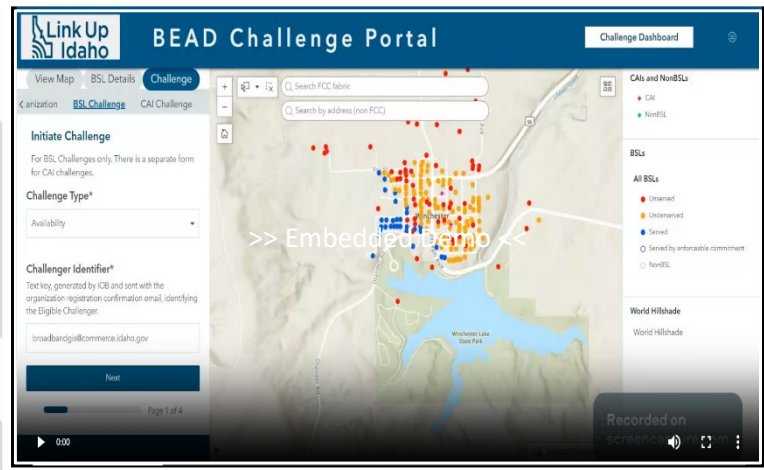 Link Up
Idaho
BEAD Challenge Portal
Challenge Dashboard
View Map
BSL Details
Challenge
anization
BSL Challenge
CAI Challenge
Initiate Challenge
For BSL Challenges only. There is a separate form
for CAI challenges.
Challenge Type*
Availability
Challenger Identifier*
Text key, generated by IOB and sent with the
organization registration confirmation email, identifying
the Eligible Challenger.
broadbandgis@commerce.idaho.gov
Next
Page 1 of 4
0:00
Search FCC fabric
Search by address (non FCC)
95
Winchester
>> Embedded Demo <<
Winchester Lake
State Park
CAIs and NonBSLs
CAI
NonBSL
BSLs
All BSLs
Unserved
Underserved
Served
Served by enforceable commitment
NonBSL
World Hillshade
World Hillshade
Recorded on